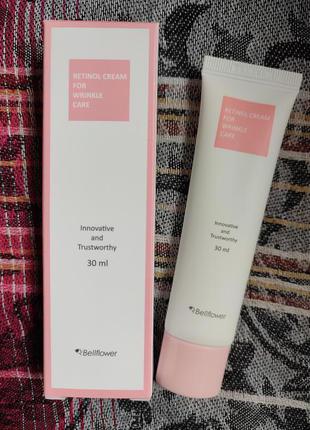 RETINOL CREAM
FOR
WRINKLE
CARE
Innovative
and
Trustworthy
30 ml
Bellflower
RETINOL CREAM
FOR
WRINKLE
CARE
Innovative
and
Trustworthy
30 ml
Bellflower